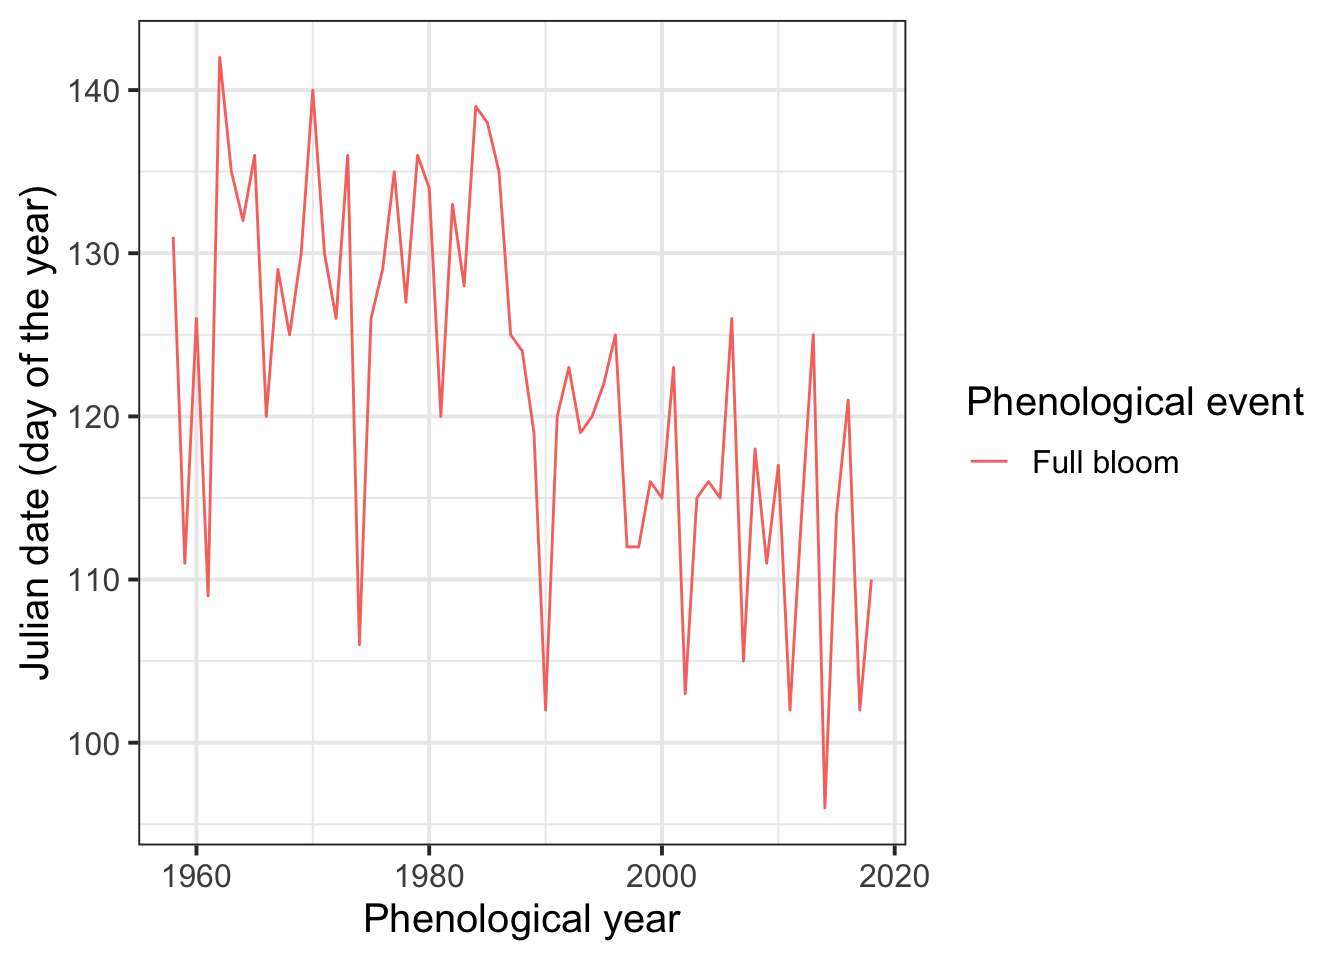 140
130
120
110
100
Julian date (day of the year)
1960 1980 2000 2020
Phenological year
Phenological event
Full bloom